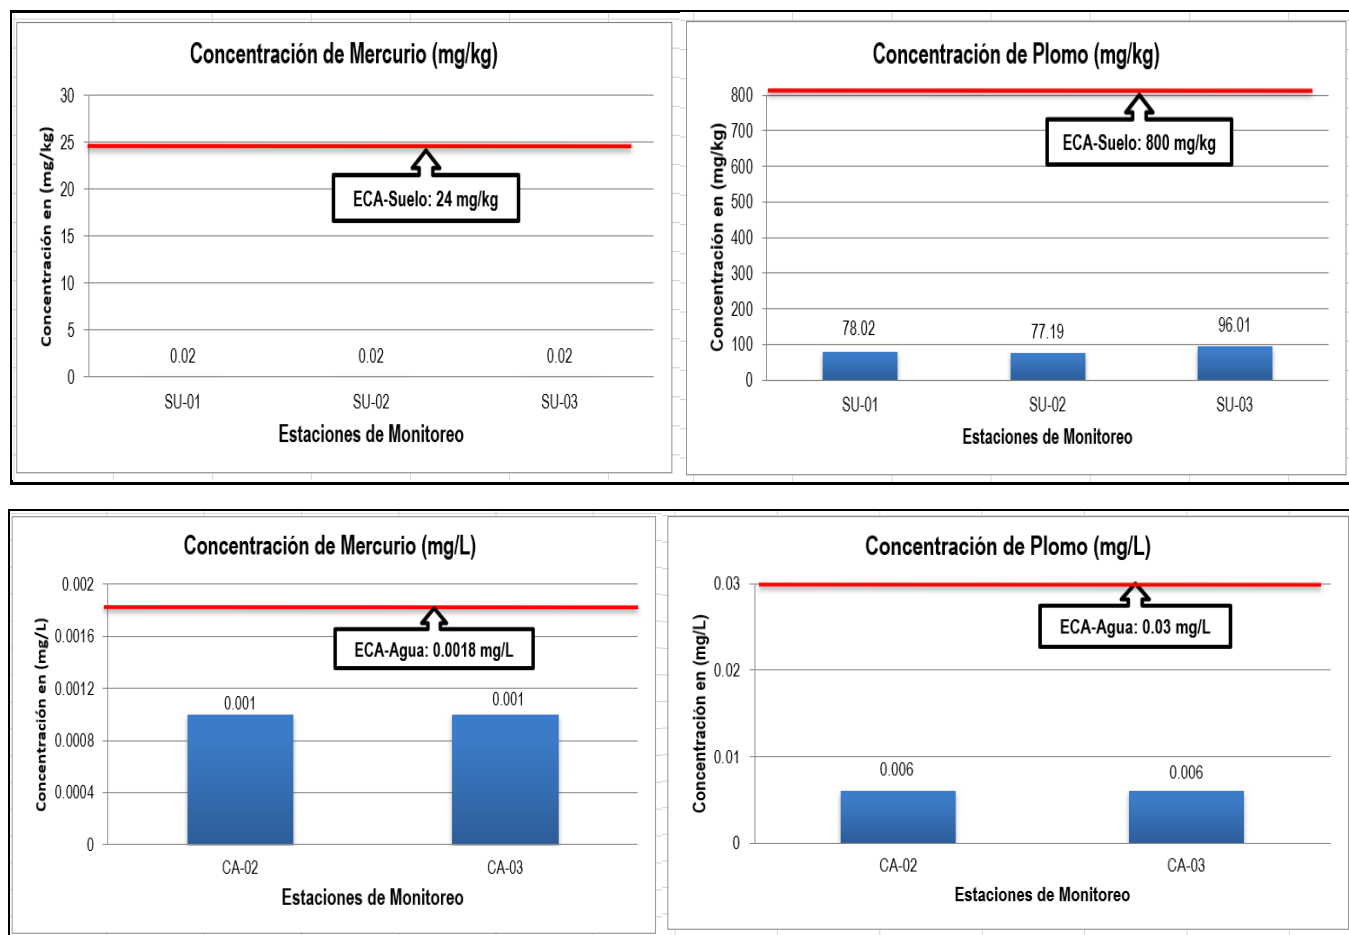 Concentración de Mercurio (mg/kg)
Concentración en (mg/kg)
30
25
20
15
10
5
0
ECA-Suelo: 24 mg/kg
0.02
0.02
0.02
SU-01
SU-02
SU-03
Estaciones de Monitoreo
Concentración de Plomo (mg/kg)
Concentración en (mg/kg)
800
700
600
500
400
300
200
100
0
ECA-Suelo: 800 mg/kg
78.02
77.19
96.01
SU-01
SU-02
SU-03
Estaciones de Monitoreo
Concentración de Mercurio (mg/L)
Concentración en (mg/L)
0.002
0.0016
0.0012
0.0008
0.0004
0
ECA-Agua: 0.0018 mg/L
0.001
0.001
CA-02
CA-03
Estaciones de Monitoreo
Concentración de Plomo (mg/L)
Concentración en (mg/L)
0.03
0.02
0.01
0
ECA-Agua: 0.03 mg/L
0.006
0.006
CA-02
CA-03
Estaciones de Monitoreo